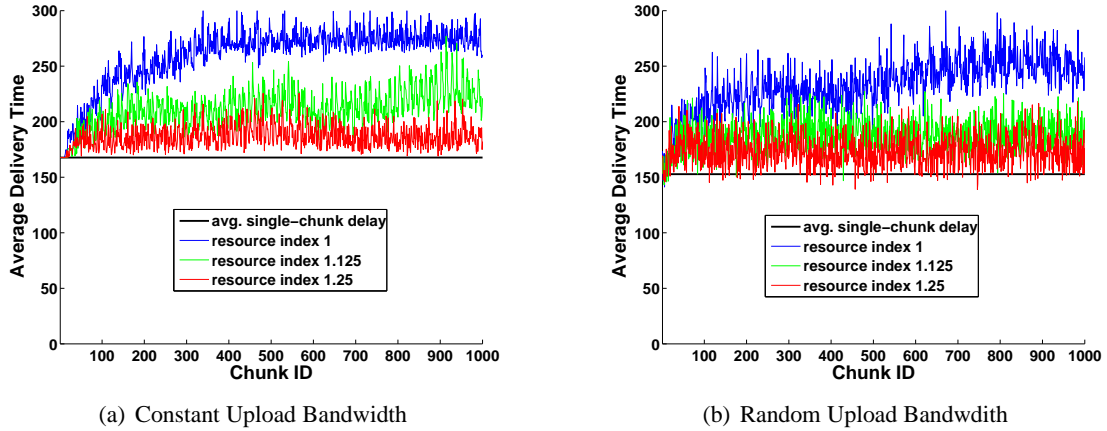 300
250
200
150
100
50
0
Average Delivery Time
avg. single-chunk delay
resource index 1
resource index 1.125
resource index 1.25
100 200 300 400 500 600 700 800 900 1000
Chunk ID
(a) Constant Upload Bandwidth
300
250
200
150
100
50
0
Average Delivery Time
avg. single-chunk delay
resource index 1
resource index 1.125
resource index 1.25
100 200 300 400 500 600 700 800 900 1000
Chunk ID
(b) Random Upload Bandwdith